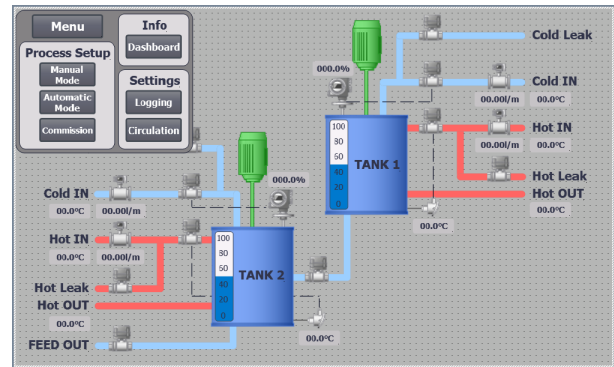 Menu
Info
Dashboard
Process Setup
Manual
Mode
Automatic
Mode
Commission
Settings
Logging
Circulation
Cold Leak
000.0%
Cold IN
00.00l/m
00.0°C
Hot IN
00.00l/m
00.0°C
100
80
50
40
20
0
TANK 1
Hot Leak
Hot OUT
00.0°C
00.0°C
000.0%
Cold IN
00.0°C
00.00l/m
Hot IN
00.0°C
00.00l/m
100
80
50
40
20
0
TANK 2
Hot Leak
Hot OUT
00.0°C
00.0°C
FEED OUT